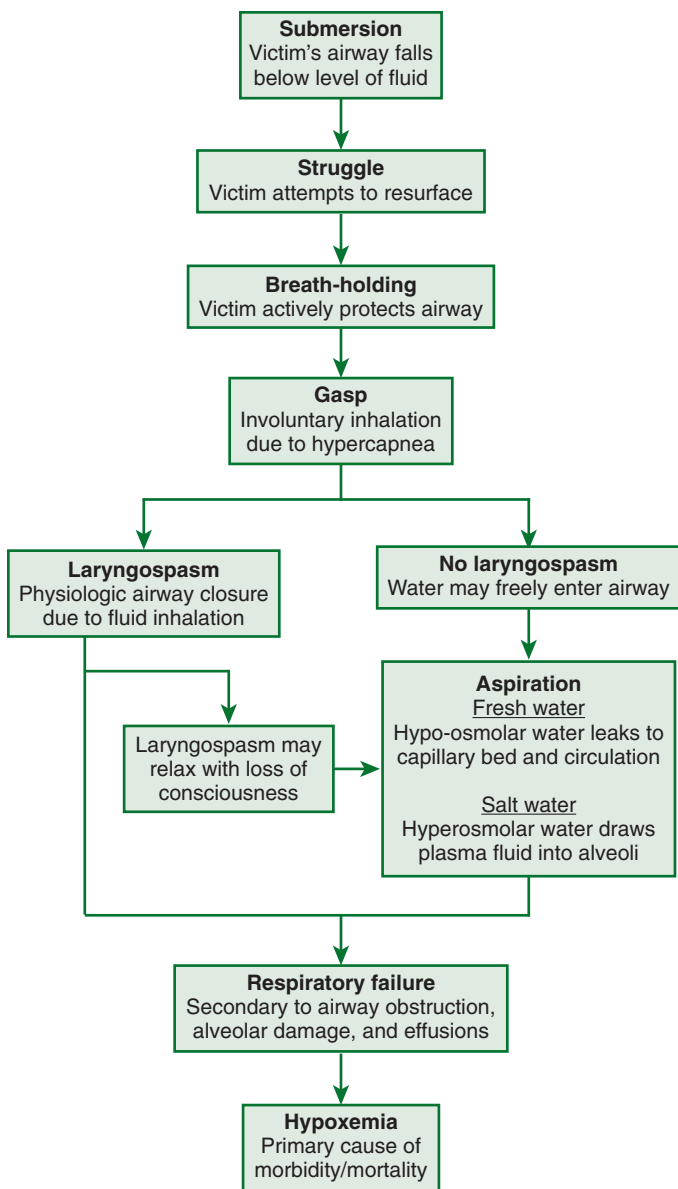 Submersion
Victim's airway falls
below level of fluid
Struggle
Victim attempts to resurface
Breath-holding
Victim actively protects airway
Gasp
Involuntary inhalation
due to hypercapnea
Laryngospasm
Physiologic airway closure
due to fluid inhalation
No laryngospasm
Water may freely enter airway
Laryngospasm may
relax with loss of
consciousness
Aspiration
Fresh water
Hypo-osmolar water leaks to
capillary bed and circulation
Salt water
Hyperosmolar water draws
plasma fluid into alveoli
Respiratory failure
Secondary to airway obstruction,
alveolar damage, and effusions
Hypoxemia
Primary cause of
morbidity/mortality